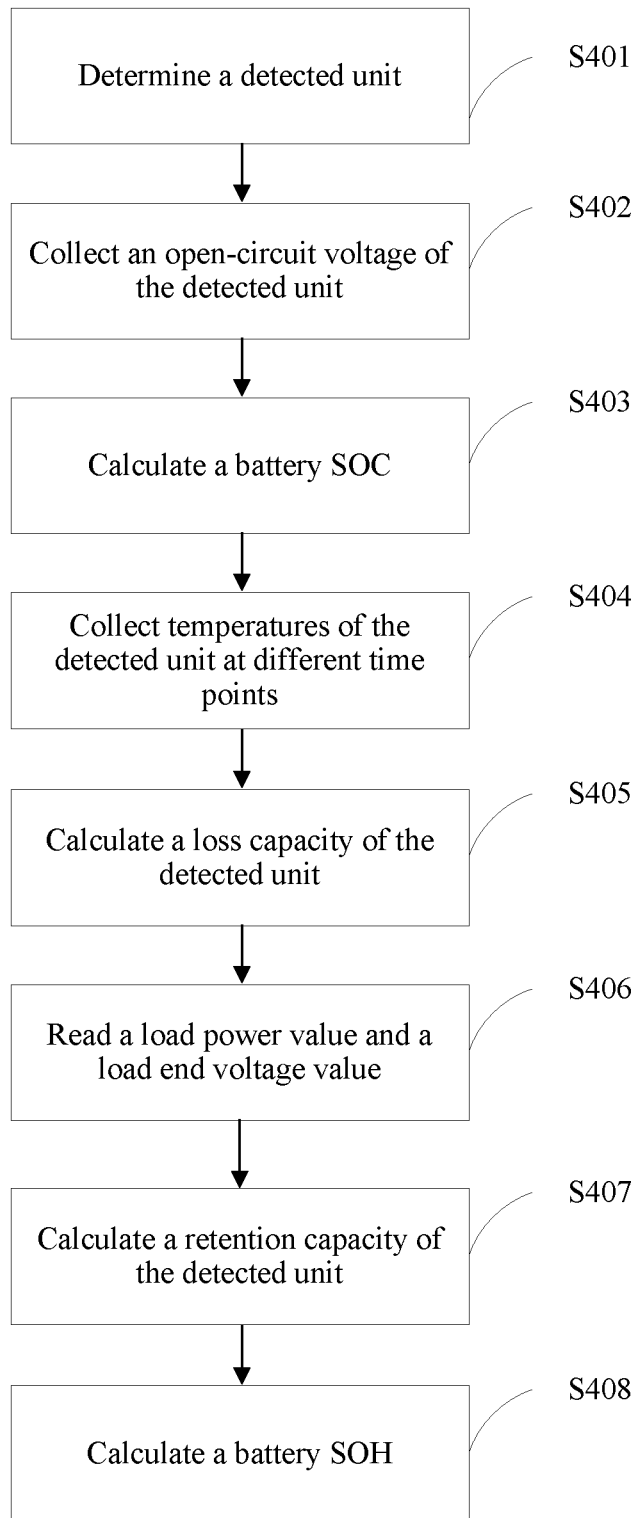 Determine a detected unit
S401
Collect an open-circuit voltage of
the detected unit
S402
Calculate a battery SOC
S403
Collect temperatures of the
detected unit at different time
points
S404
Calculate a loss capacity of the
detected unit
S405
Read a load power value and a
load end voltage value
S406
Calculate a retention capacity of
the detected unit
S407
Calculate a battery SOH
S408